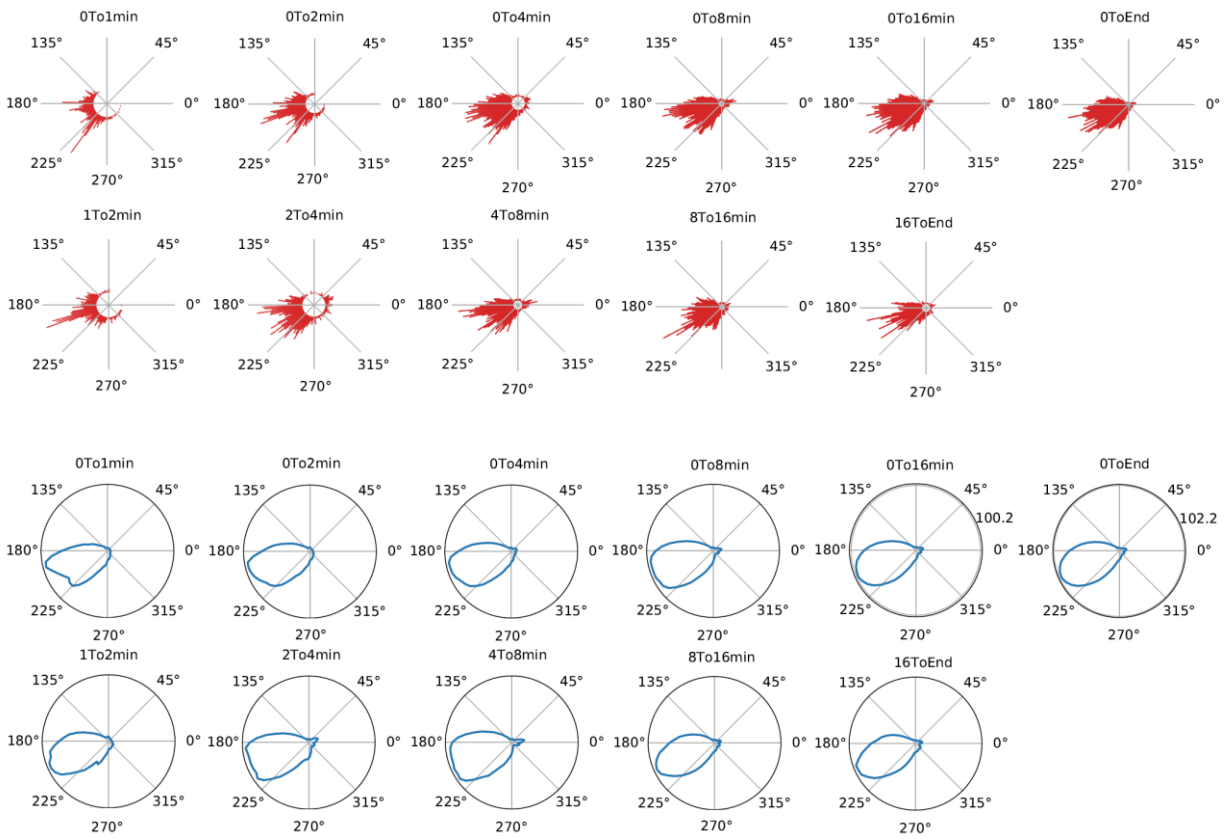 0To1min 0To2min 0To4min 0To8min 0To16min 0ToEnd
135° 45° 135° 45° 135° 45° 135° 45° 135° 45° 135° 45°
180° 0° 180° 0° 180° 0° 180° 0° 180° 0° 180° 0°
225° 315° 225° 315° 225° 315° 225° 315° 225° 315° 225° 315°
270° 270° 270° 270° 270° 270°
1To2min 2To4min 4To8min 8To16min 16ToEnd
135° 45° 135° 45° 135° 45° 135° 45° 135° 45°
180° 0° 180° 0° 180° 0° 180° 0° 180° 0°
225° 315° 225° 315° 225° 315° 225° 315° 225° 315°
270° 270° 270° 270° 270°
0To1min 0To2min 0To4min 0To8min 0To16min 0ToEnd
135° 45° 135° 45° 135° 45° 135° 45° 135° 45° 135° 45°
100.2 102.2
180° 0° 180° 0° 180° 0° 180° 0° 180° 0° 180° 0°
225° 315° 225° 315° 225° 315° 225° 315° 225° 315° 225° 315°
270° 270° 270° 270° 270° 270°
1To2min 2To4min 4To8min 8To16min 16ToEnd
135° 45° 135° 45° 135° 45° 135° 45° 135° 45°
180° 0° 180° 0° 180° 0° 180° 0° 180° 0°
225° 315° 225° 315° 225° 315° 225° 315° 225° 315°
270° 270° 270° 270° 270°